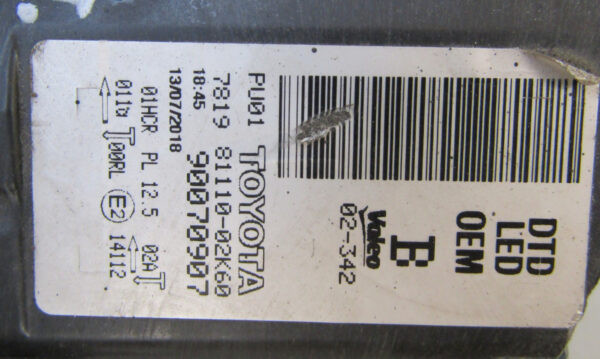 DTD
LED
OEM
B
Valeo
02-342
PU01 TOYOTA
7819 81110-02K60
18:45 90070907
13/07/2018
01HCR PL 12.5 02A
00RL E2 14112